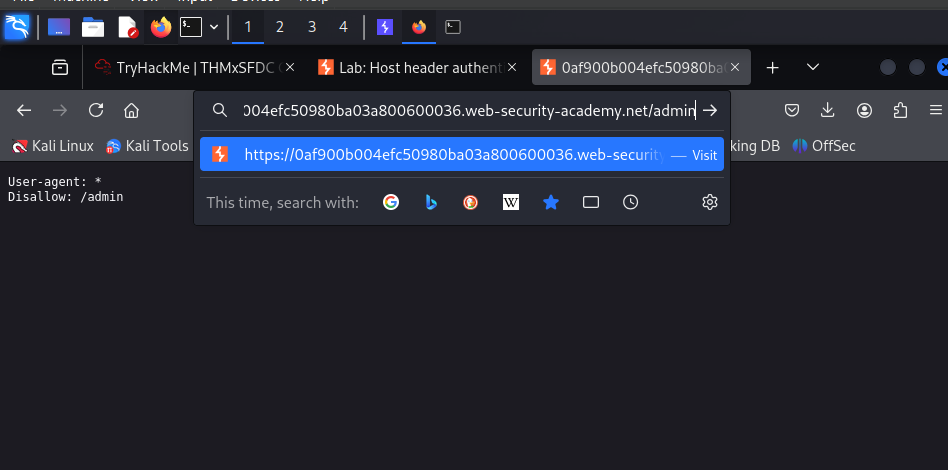 1 2 3 4
TryHackMe | THMxSFDC
Lab: Host header authent
0af900b004efc50980ba0
004efc50980ba03a800600036.web-security-academy.net/admin
Kali Linux
Kali Tools
king DB
OffSec
https://0af900b004efc50980ba03a800600036.web-security — Visit
User-agent: *
Disallow: /admin
This time, search with:
W